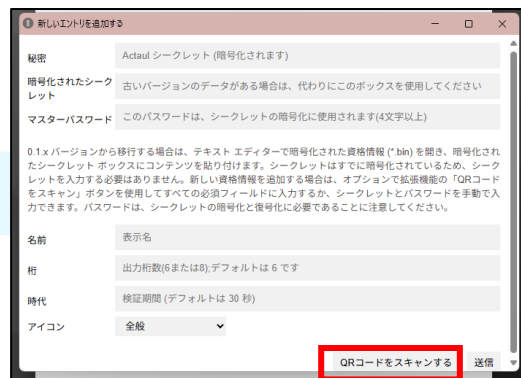 新しいエントリを追加する
秘密
Actaul シークレット (暗号化されます)
暗号化されたシーク
レット
古いバージョンのデータがある場合は、代わりにこのボックスを使用してください
マスターパスワード
このパスワードは、シークレットの暗号化に使用されます(4文字以上)
0.1.x バージョンから移行する場合は、テキスト エディターで暗号化された資格情報 (*.bin) を開き、暗号化され
たシークレット ボックスにコンテンツを貼り付けます。シークレットはすでに暗号化されているため、シーク
レットを入力する必要はありません。新しい資格情報を追加する場合は、オプションで拡張機能の「QRコード
をスキャン」ボタンを使用してすべての必須フィールドに入力するか、シークレットとパスワードを手動で入
力できます。パスワードは、シークレットの暗号化と復号化に必要であることに注意してください。
名前
表示名
桁
出力桁数(6または8);デフォルトは 6 です
時代
検証期間 (デフォルトは 30 秒)
アイコン
全般
QRコードをスキャンする
送信